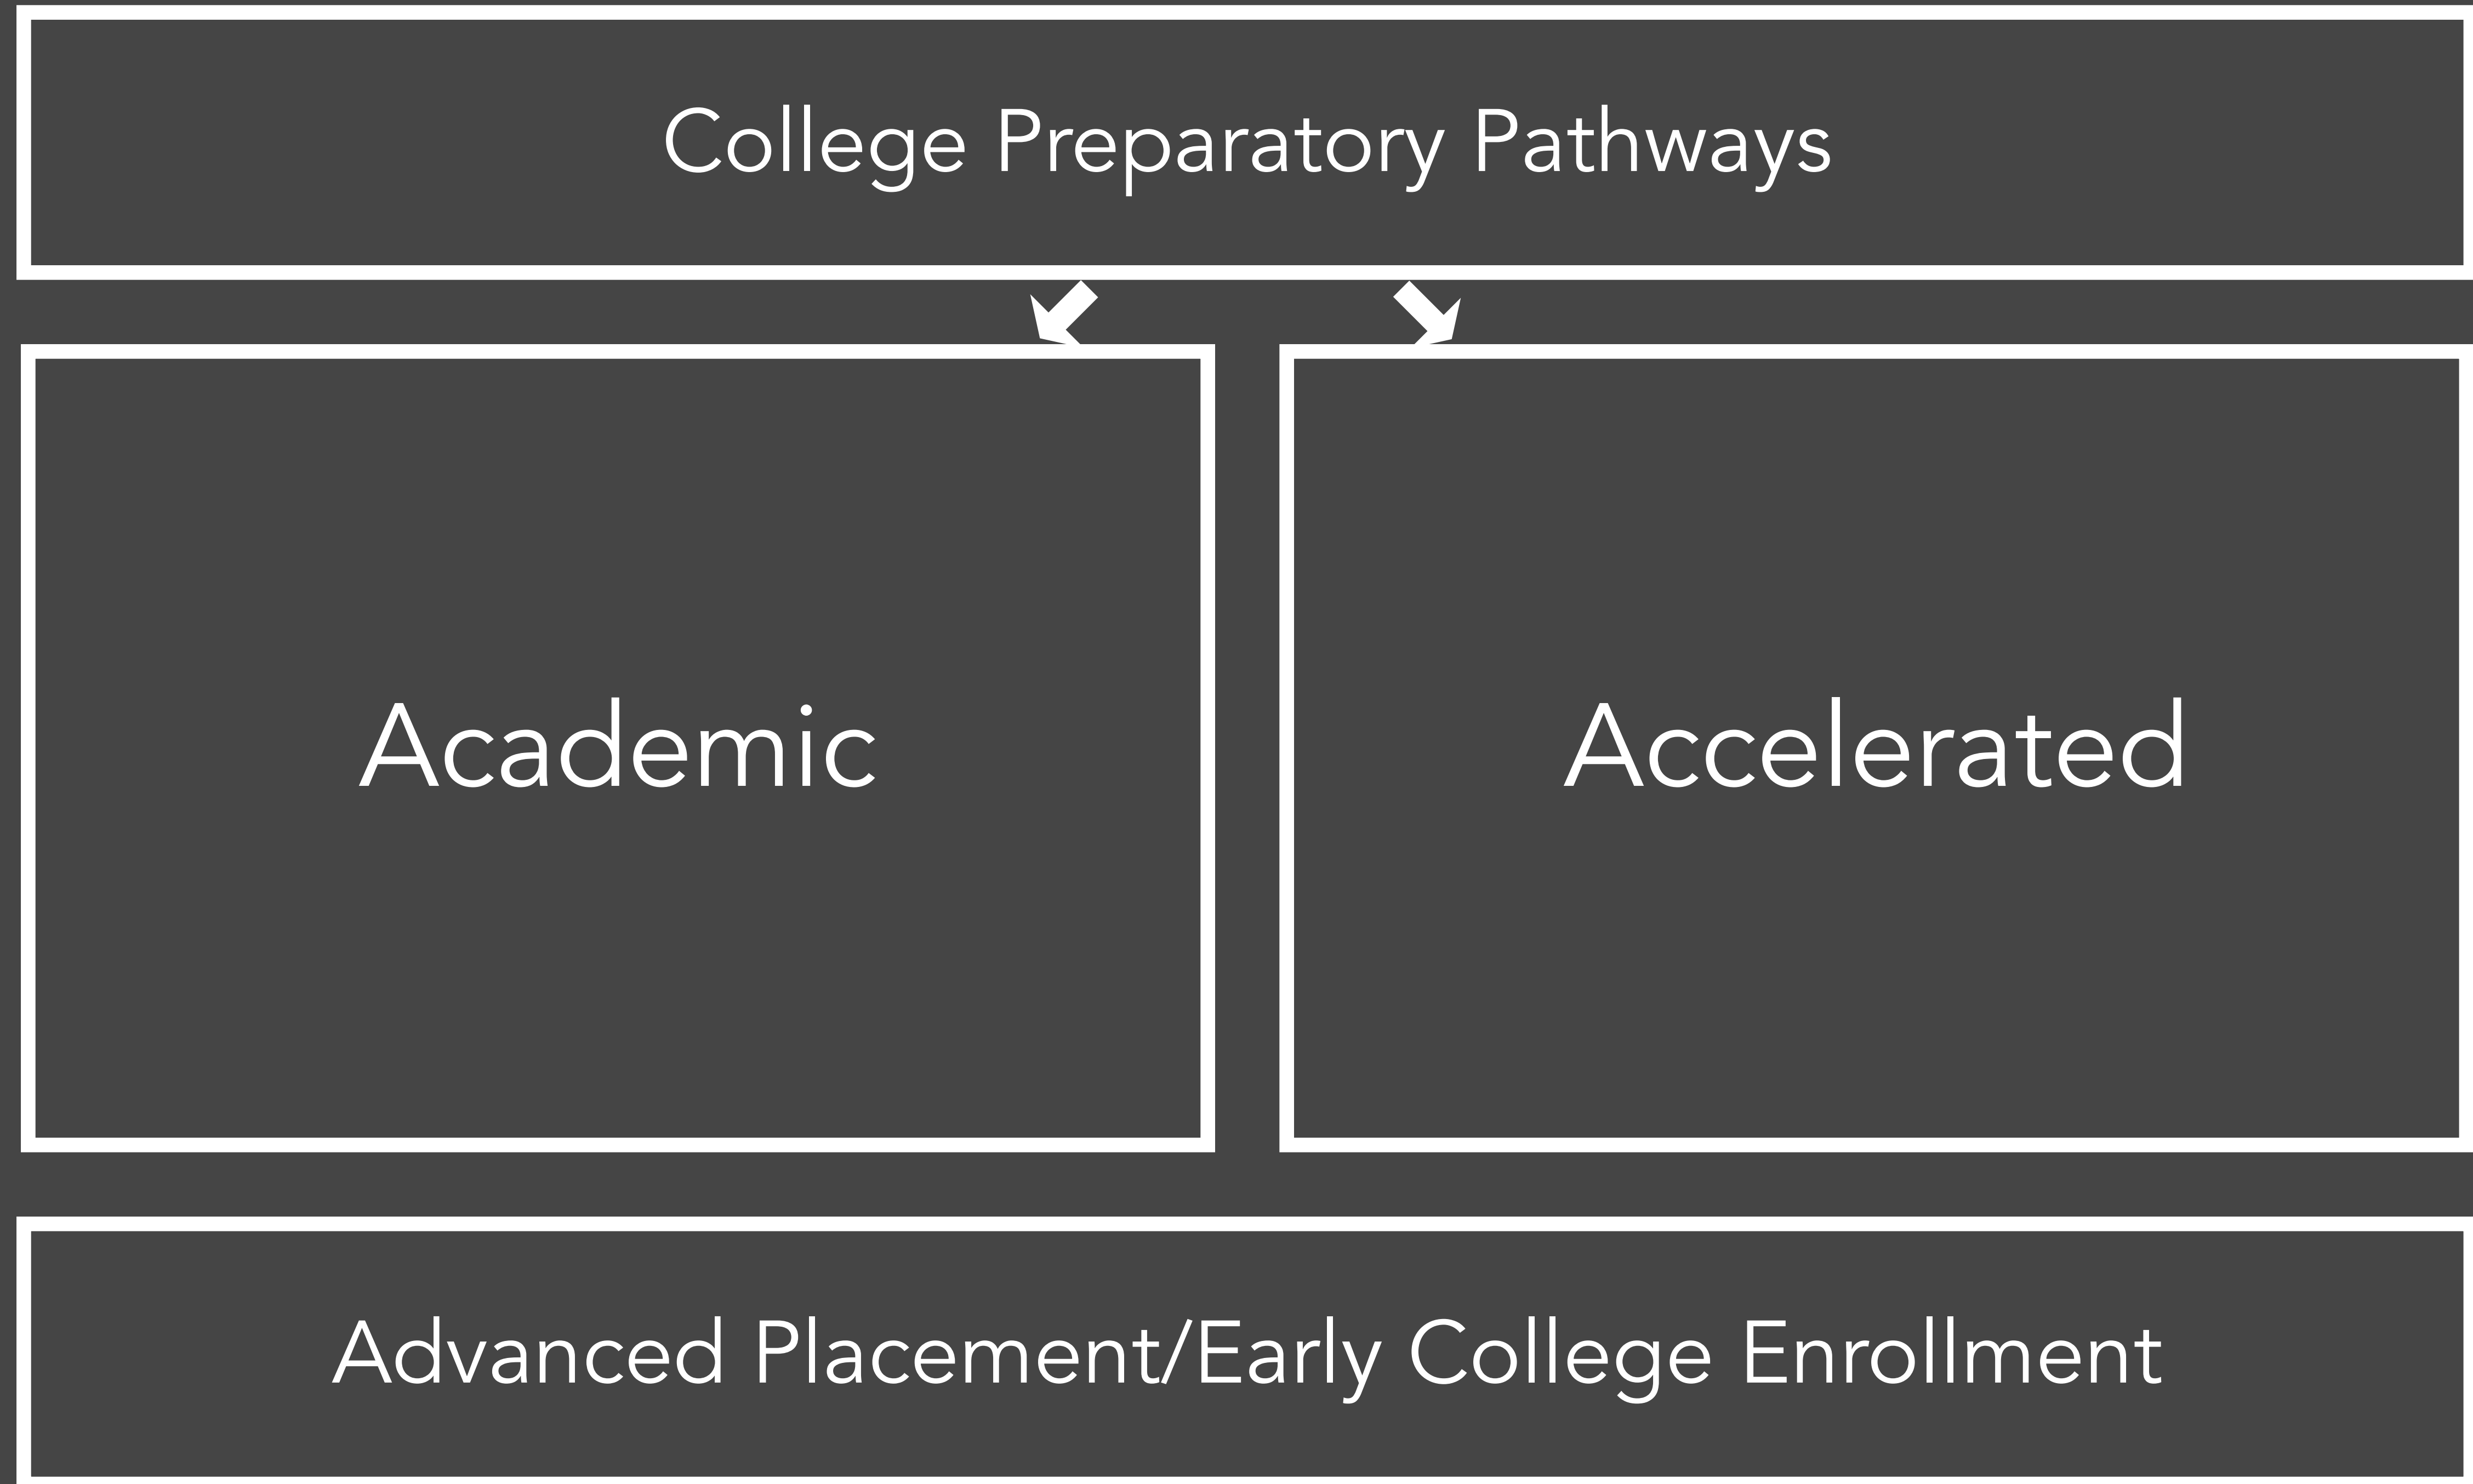 College Preparatory Pathways
Academic
Accelerated
Advanced Placement/Early College Enrollment